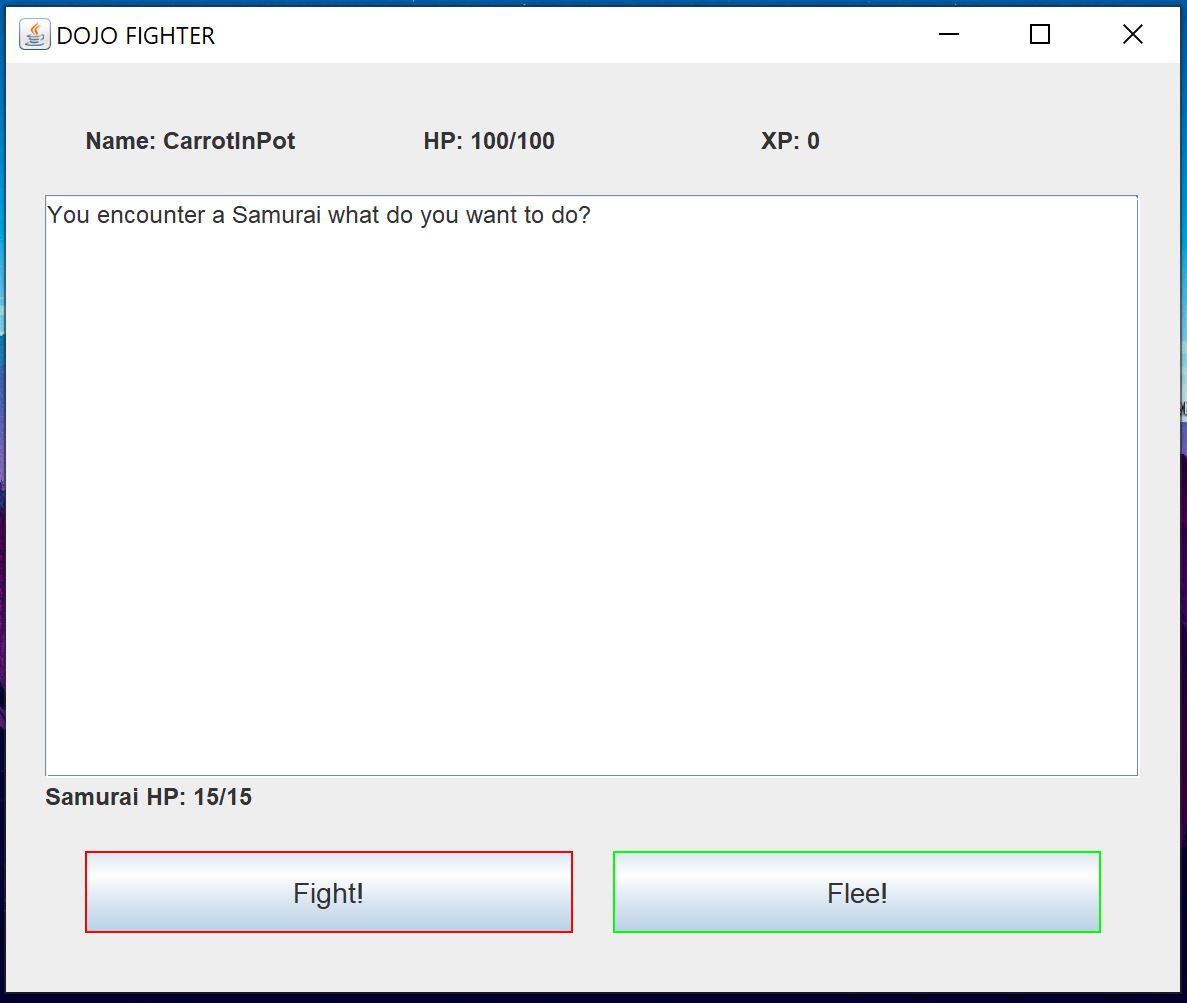 DOJO FIGHTER
Name: CarrotInPot HP: 100/100 XP: 0
You encounter a Samurai what do you want to do?
Samurai HP: 15/15
Fight! Flee!